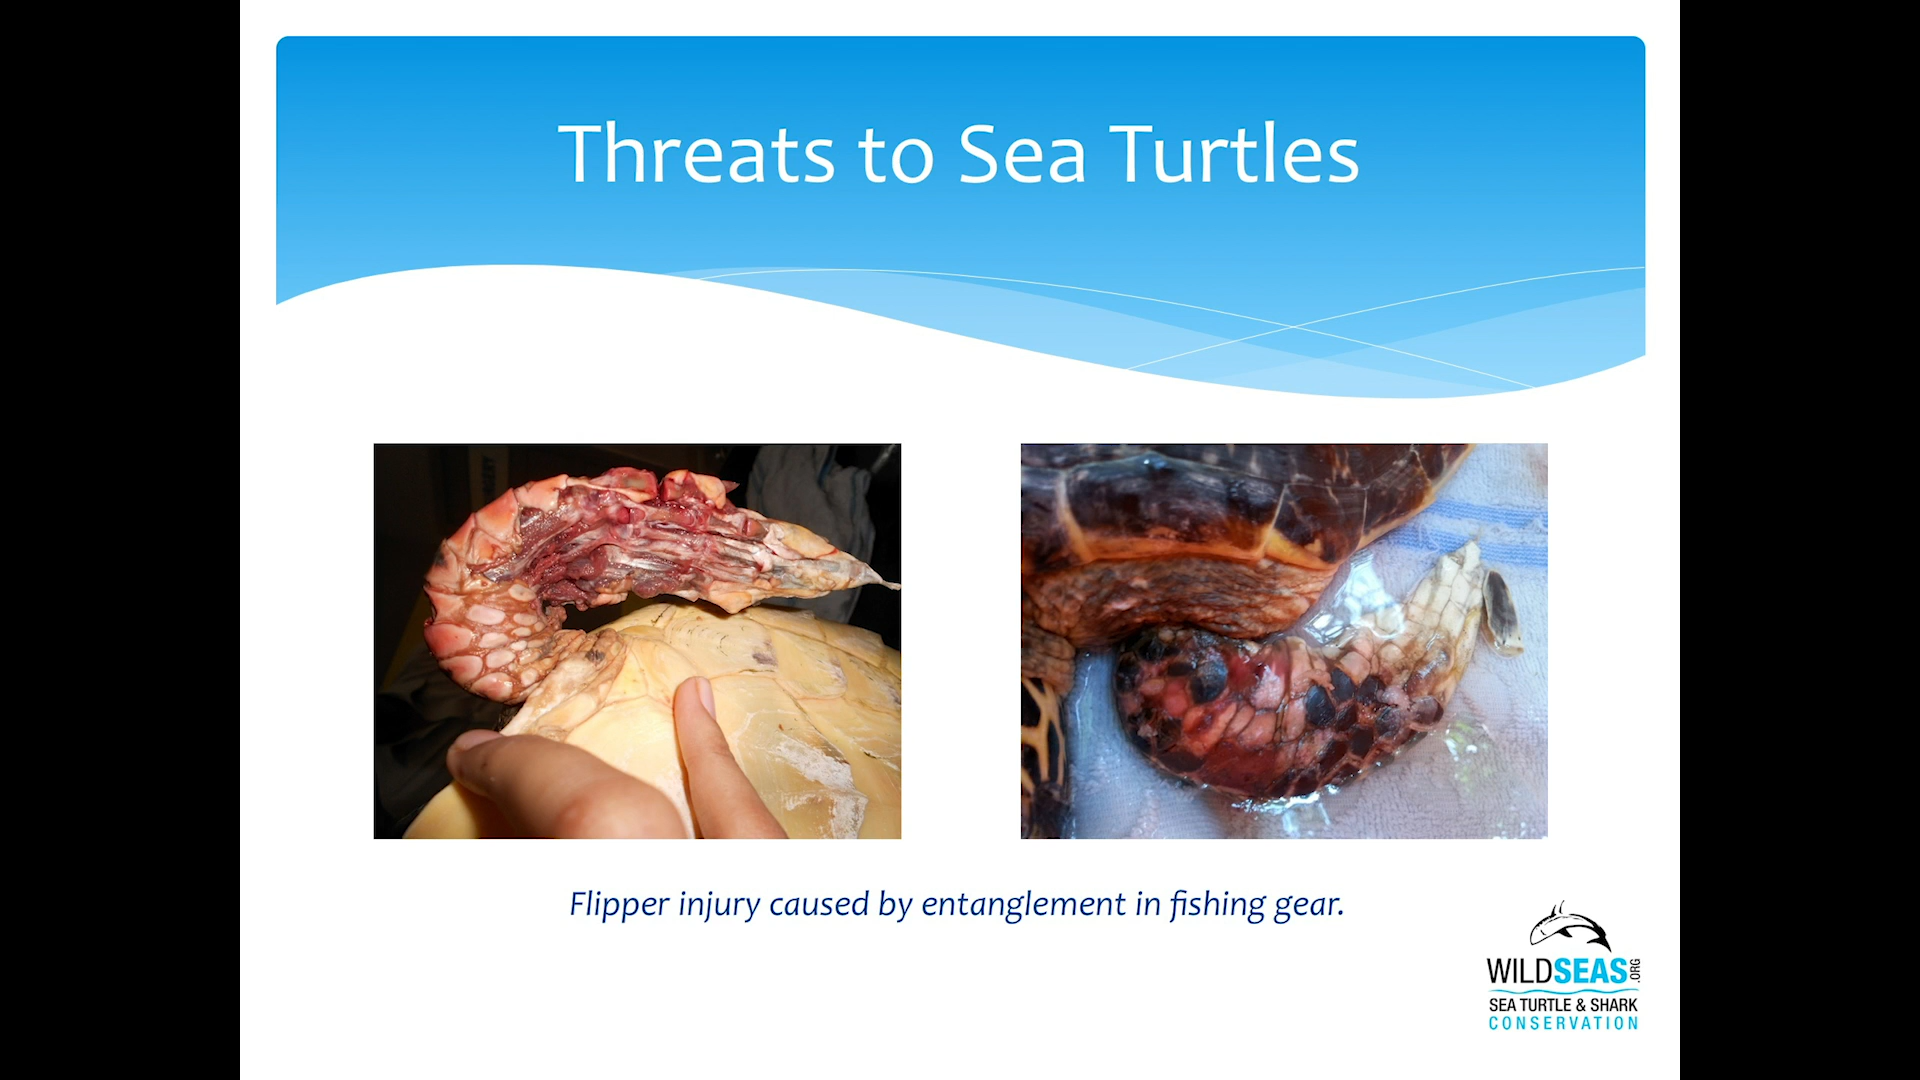 Threats to Sea Turtles
Flipper injury caused by entanglement in fishing gear.
WILDSEAS.ORG
SEA TURTLE & SHARK
CONSERVATION